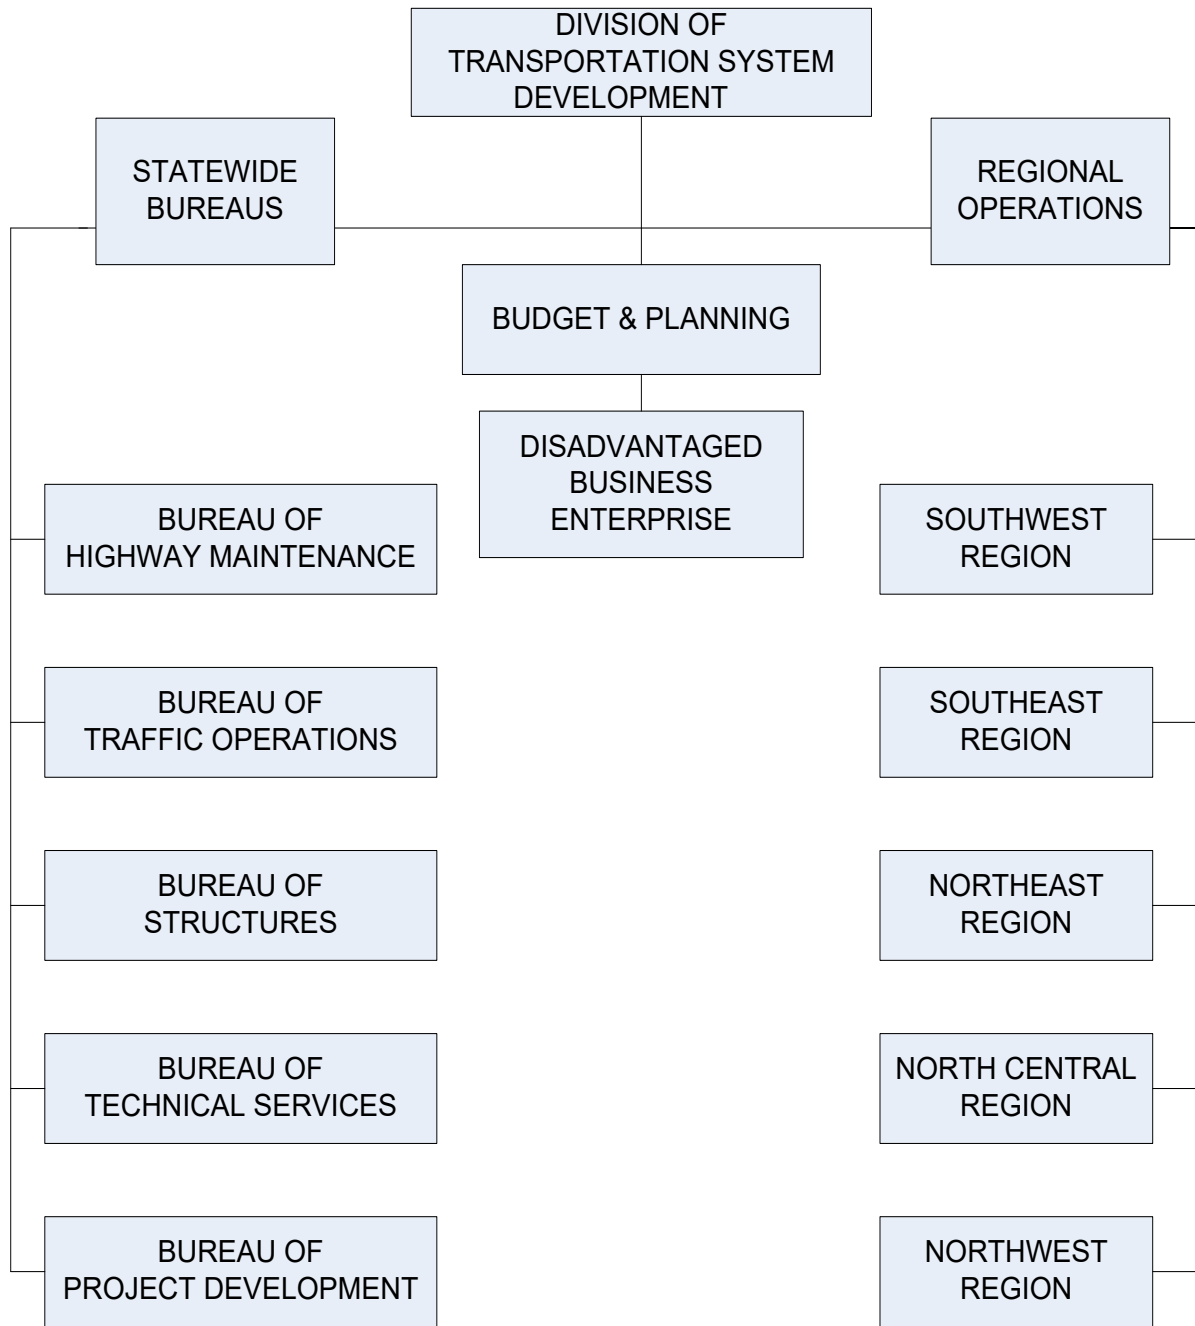 DIVISION OF
TRANSPORTATION SYSTEM
DEVELOPMENT
STATEWIDE
BUREAUS
REGIONAL
OPERATIONS
BUDGET & PLANNING
DISADVANTAGED
BUSINESS
ENTERPRISE
BUREAU OF
HIGHWAY MAINTENANCE
SOUTHWEST
REGION
BUREAU OF
TRAFFIC OPERATIONS
SOUTHEAST
REGION
BUREAU OF
STRUCTURES
NORTHEAST
REGION
BUREAU OF
TECHNICAL SERVICES
NORTH CENTRAL
REGION
BUREAU OF
PROJECT DEVELOPMENT
NORTHWEST
REGION